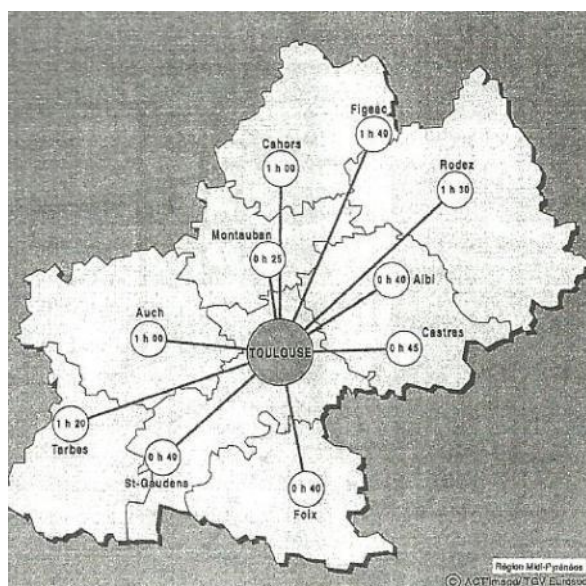 Figeac
1 h 40
Cahors
1 h 00
Rodez
1 h 30
Montauban
0 h 25
0 h 40
Albi
Auch
1 h 00
TOULOUSE
Castres
0 h 45
1 h 20
Tarbes
0 h 40
St-Gaudens
0 h 40
Foix
Région Midi-Pyrénées